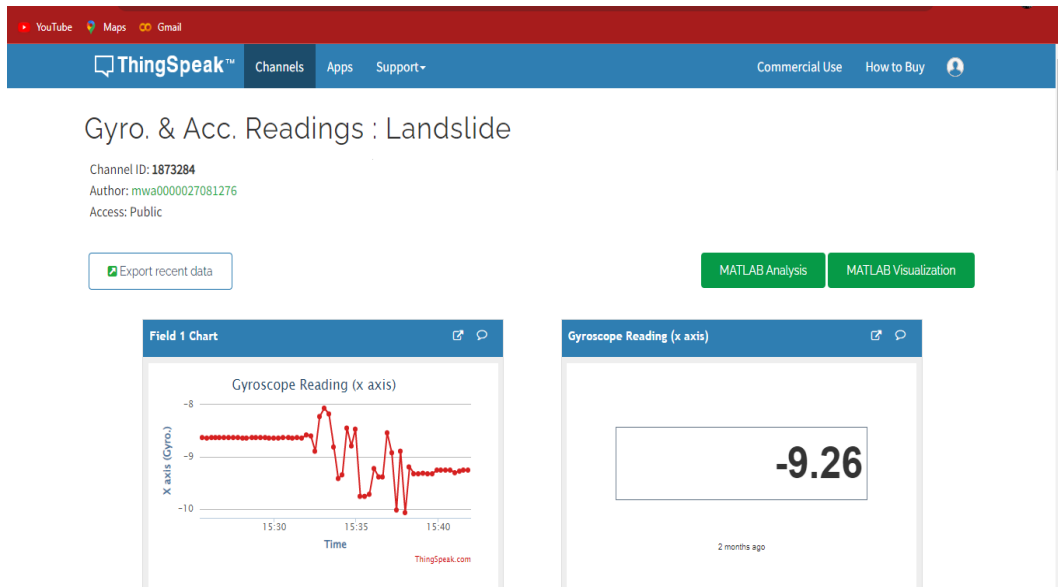 YouTube Maps Gmail
ThingSpeak™ Channels Apps Support Commercial Use How to Buy
Gyro. & Acc. Readings : Landslide
Channel ID: 1873284
Author: mwa0000027081276
Access: Public
Export recent data
MATLAB Analysis MATLAB Visualization
Field 1 Chart
Gyroscope Reading (x axis)
-8
-9
-10
X axis (Gyro.)
15:30 15:35 15:40
Time
ThingSpeak.com
Gyroscope Reading (x axis)
-9.26
2 months ago